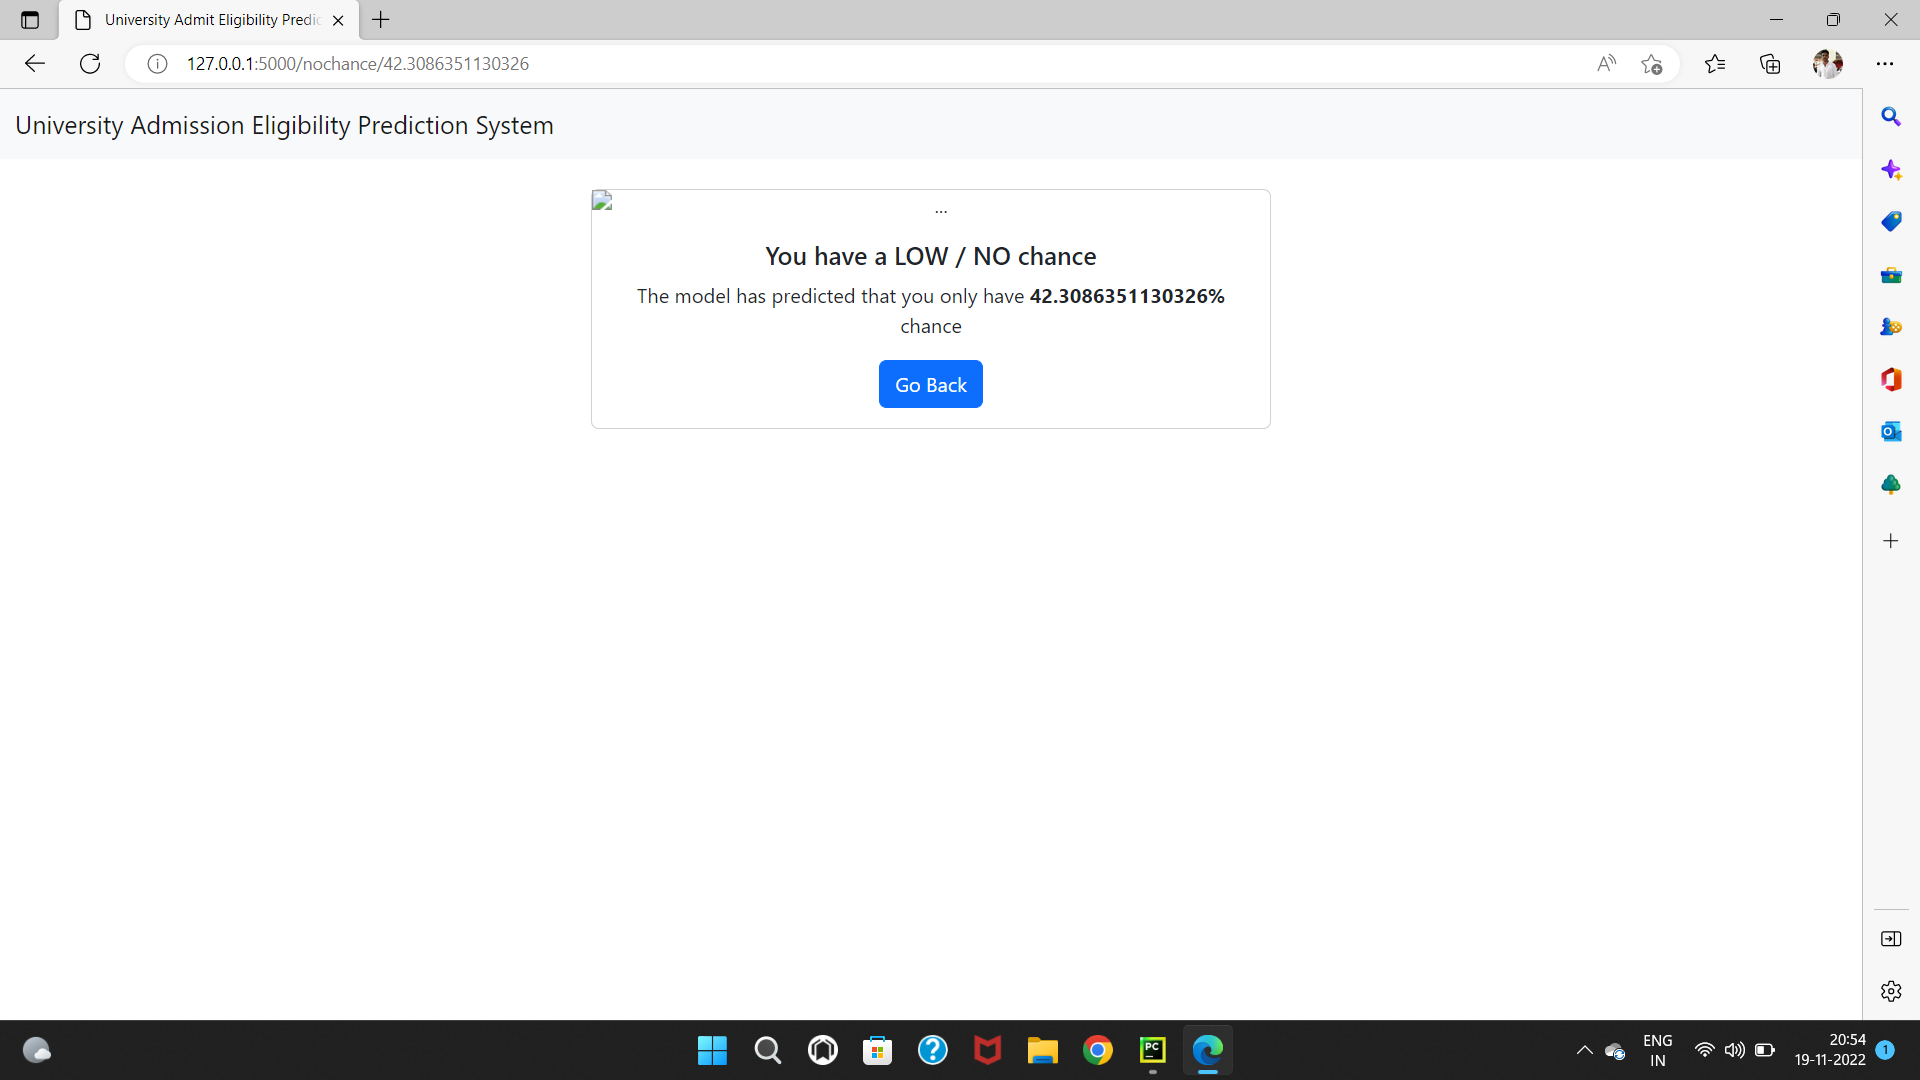 University Admit Eligibility Predic
127.0.0.1:5000/nochance/42.3086351130326
University Admission Eligibility Prediction System
...
You have a LOW / NO chance
The model has predicted that you only have 42.3086351130326%
chance
Go Back
PC
ENG
IN
20:54
19-11-2022
1